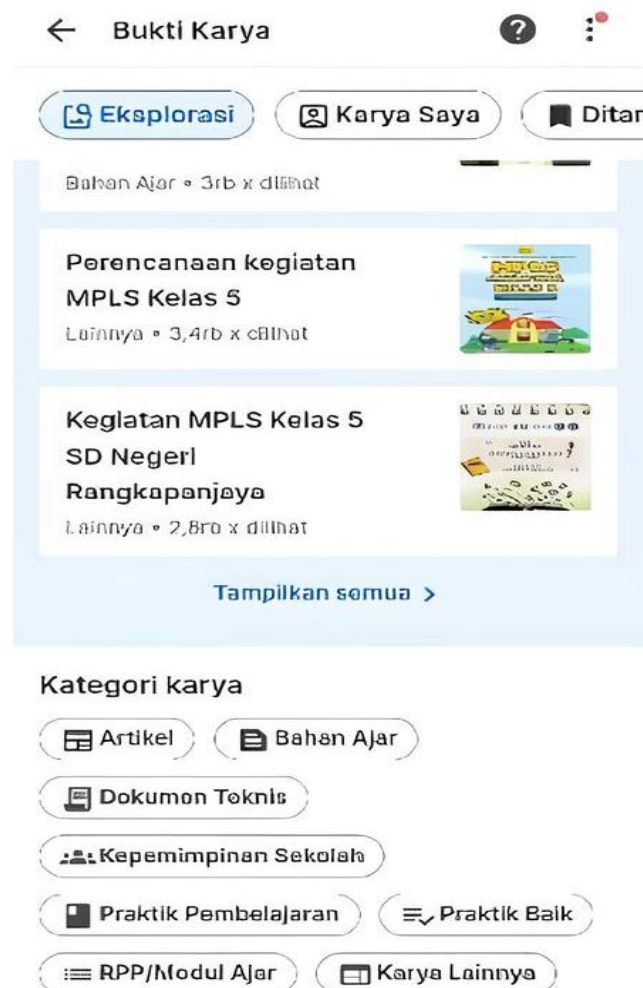 Bukti Karya
Eksplorasi
Karya Saya
Ditan
Bahan Ajar • 3rb x dilihat
Perencanaan kegiatan
MPLS Kelas 5
Lainnya • 3,4rb x dilihat
Kegiatan MPLS Kelas 5
SD Negeri
Rangkapanjaya
Lainnya • 2,8rb x dilihat
Tampilkan semua >
Kategori karya
Artikel
Bahan Ajar
Dokumen Teknis
Kepemimpinan Sekolah
Praktik Pembelajaran
Praktik Baik
RPP/Modul Ajar
Karya Lainnya